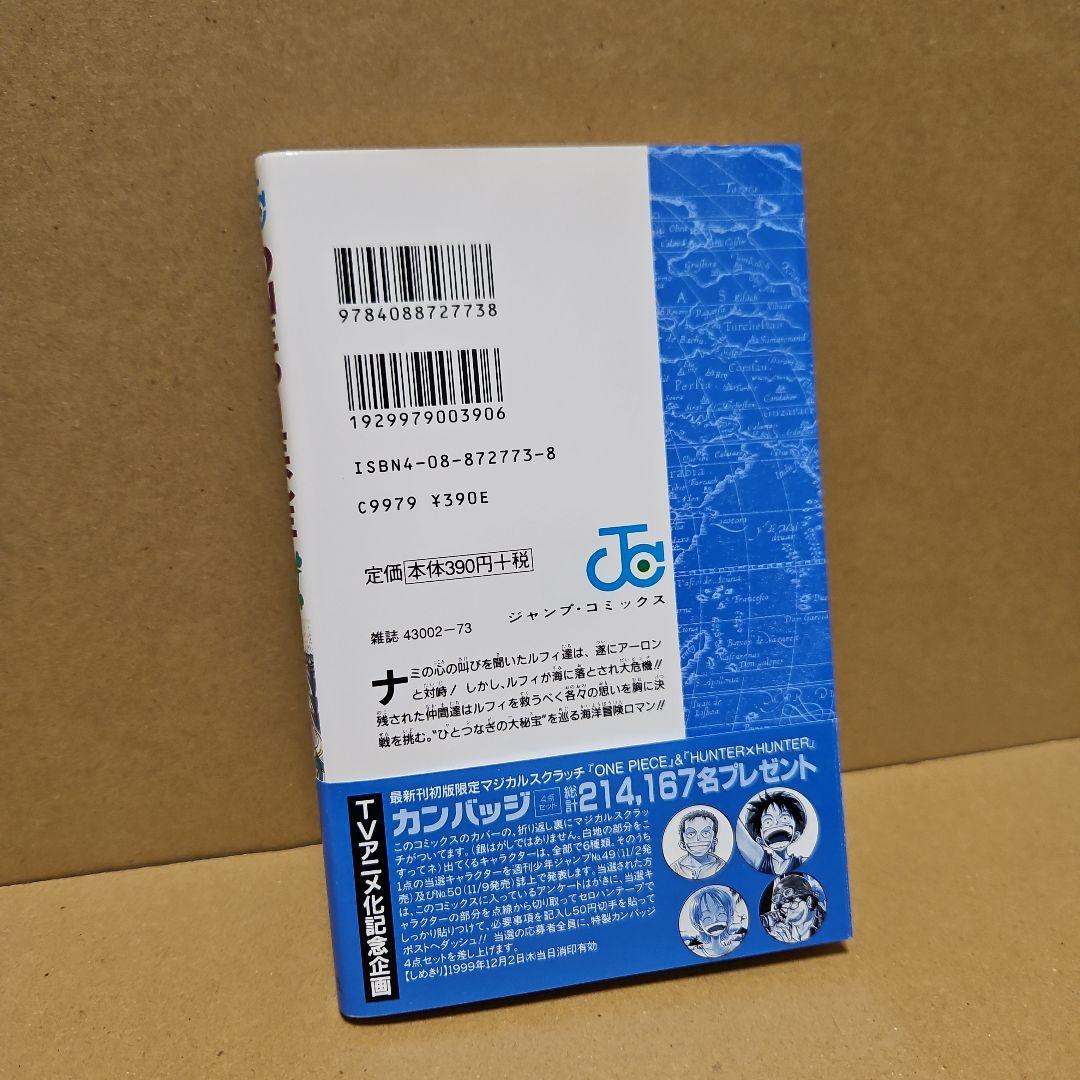 ONE PIECE
9784088727738
1929979003906
ISBN4-08-872773-8
C9979 ¥390E
定価 本体390円+税
ジャンプ・コミックス
雑誌 43002-73
ナミの心の叫びを聞いたルフィ達は、遂にアーロン
と対峙! しかし、ルフィが海に落とされ大危機!!
残された仲間達はルフィを救うべく各々の思いを胸に決
戦を挑む。"ひとつなぎの大秘宝"を巡る海洋冒険ロマン!!
TVアニメ化記念企画
最新刊初版限定マジカルスクラッチ『ONE PIECE』&『HUNTER×HUNTER』
カンバッジ 4点セット 総計214,167名プレゼント
このコミックスのカバーの、折り返し裏にマジカルスクラッ
チがついてます。(銀はがしではありません。白地の部分をこ
すってネ)出てくるキャラクターは、全部で6種類。そのうち
1点の当選キャラクターを週刊少年ジャンプNo.49(11/2発
売)及びNo.50(11/9発売)誌上で発表します。当選された方
は、このコミックスに入っているアンケートはがきに、当選キ
ャラクターの部分を点線から切り取ってセロハンテープで
しっかり貼りつけて、必要事項を記入し50円切手を貼って
ポストへダッシュ!! 当選の応募者全員に、特製カンバッジ
4点セットを差し上げます。
【しめきり】1999年12月2日(木)当日消印有効